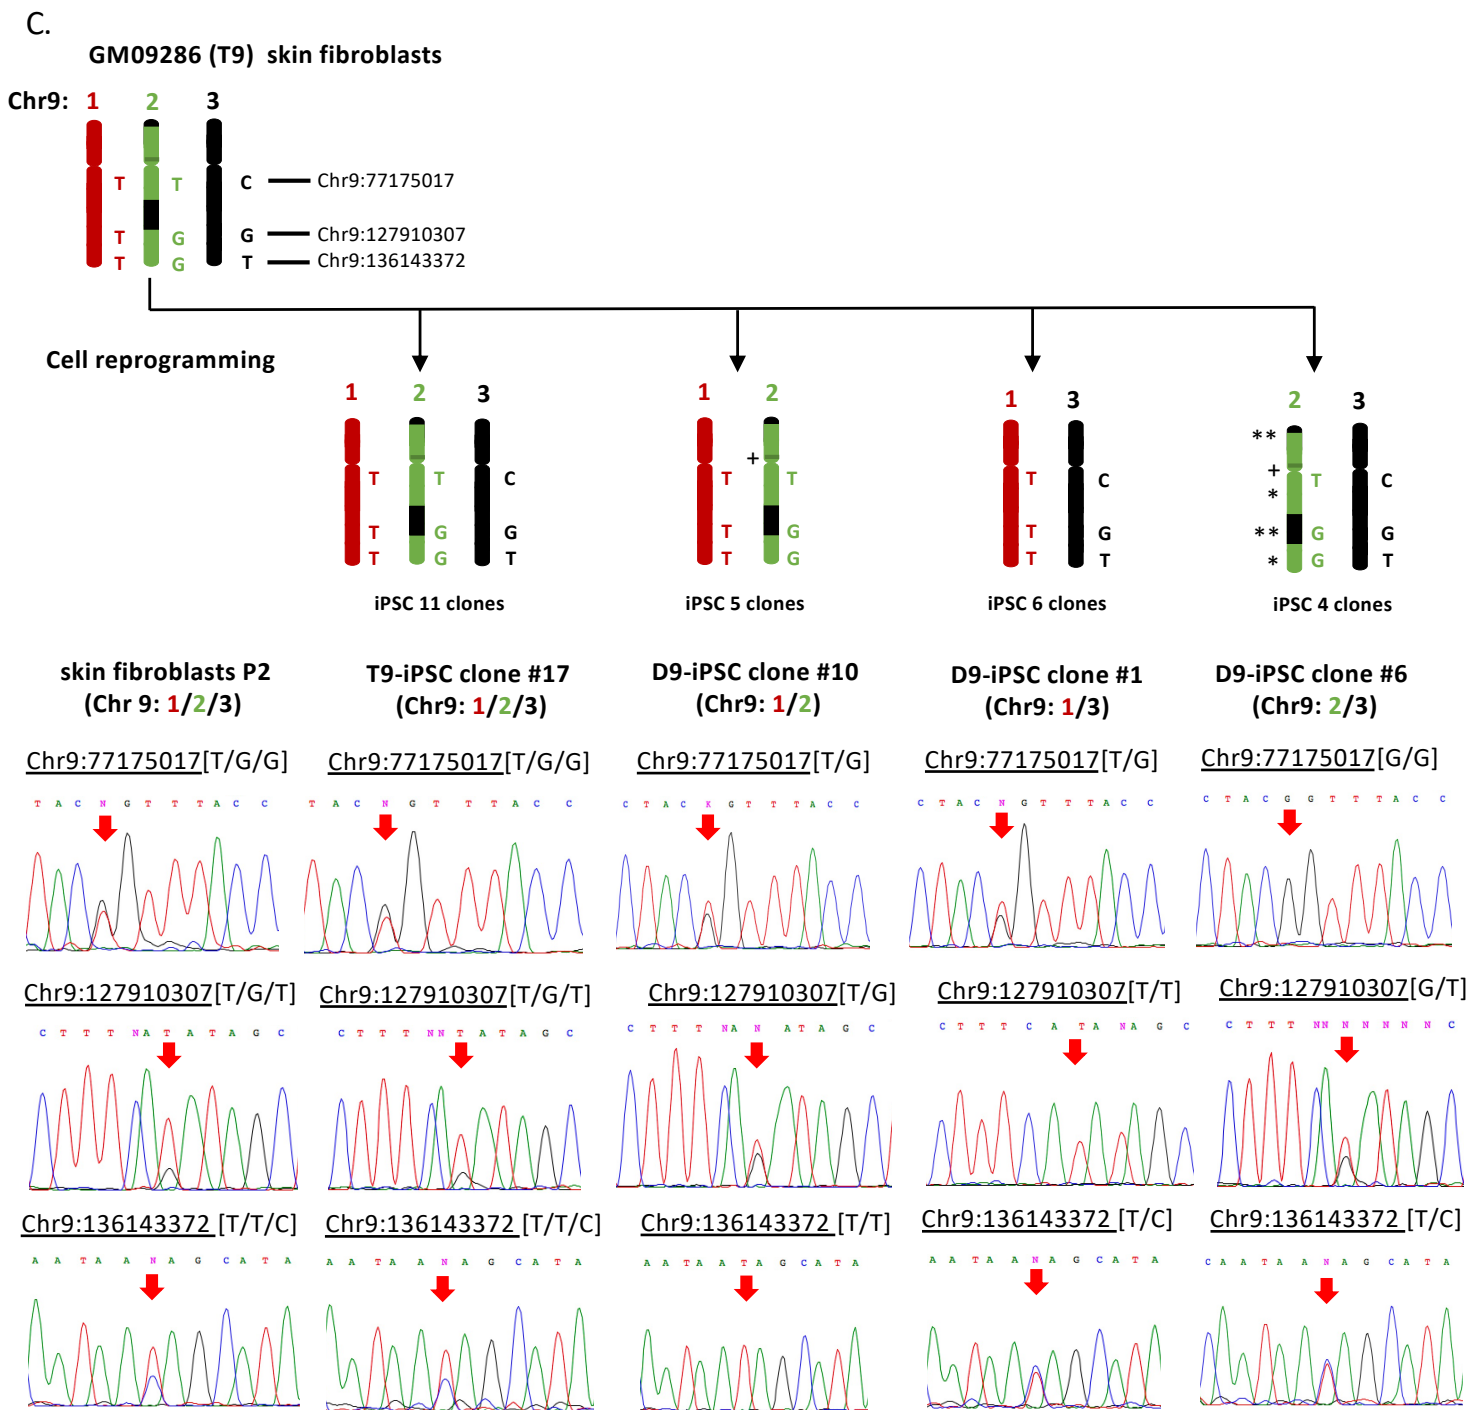 C.
GM09286 (T9) skin fibroblasts
Chr9: 1 2 3
T T C Chr9:77175017
T G G Chr9:127910307
T G T Chr9:136143372
Cell reprogramming
1 2 3
1 2
1 3
2 3
T T C
T G G
T G T
+
T T
T G
T G
T C
T G
T T
**
+
*
**
*
T C
G G
G T
iPSC 11 clones
iPSC 5 clones
iPSC 6 clones
iPSC 4 clones
skin fibroblasts P2
(Chr 9: 1/2/3)
T9-iPSC clone #17
(Chr9: 1/2/3)
D9-iPSC clone #10
(Chr9: 1/2)
D9-iPSC clone #1
(Chr9: 1/3)
D9-iPSC clone #6
(Chr9: 2/3)
Chr9:77175017[T/G/G]
T A C N G T T T A C C
Chr9:77175017[T/G/G]
T A C N G T T T A C C
Chr9:77175017[T/G]
C T A C K G T T T A C C
Chr9:77175017[T/G]
C T A C N G T T T A C C
Chr9:77175017[G/G]
C T A C G G T T T A C C
Chr9:127910307[T/G/T]
C T T T N A T A T A G C
Chr9:127910307[T/G/T]
C T T T N N T A T A G C
Chr9:127910307[T/G]
C T T T N A N A T A G C
Chr9:127910307[T/T]
C T T T C A T A N A G C
Chr9:127910307[G/T]
C T T T N N N N N N N C
Chr9:136143372 [T/T/C]
A A T A A N A G C A T A
Chr9:136143372 [T/T/C]
A A T A A N A G C A T A
Chr9:136143372 [T/T]
A A T A A T A G C A T A
Chr9:136143372 [T/C]
A A T A A N A G C A T A
Chr9:136143372 [T/C]
C A A T A A N A G C A T A